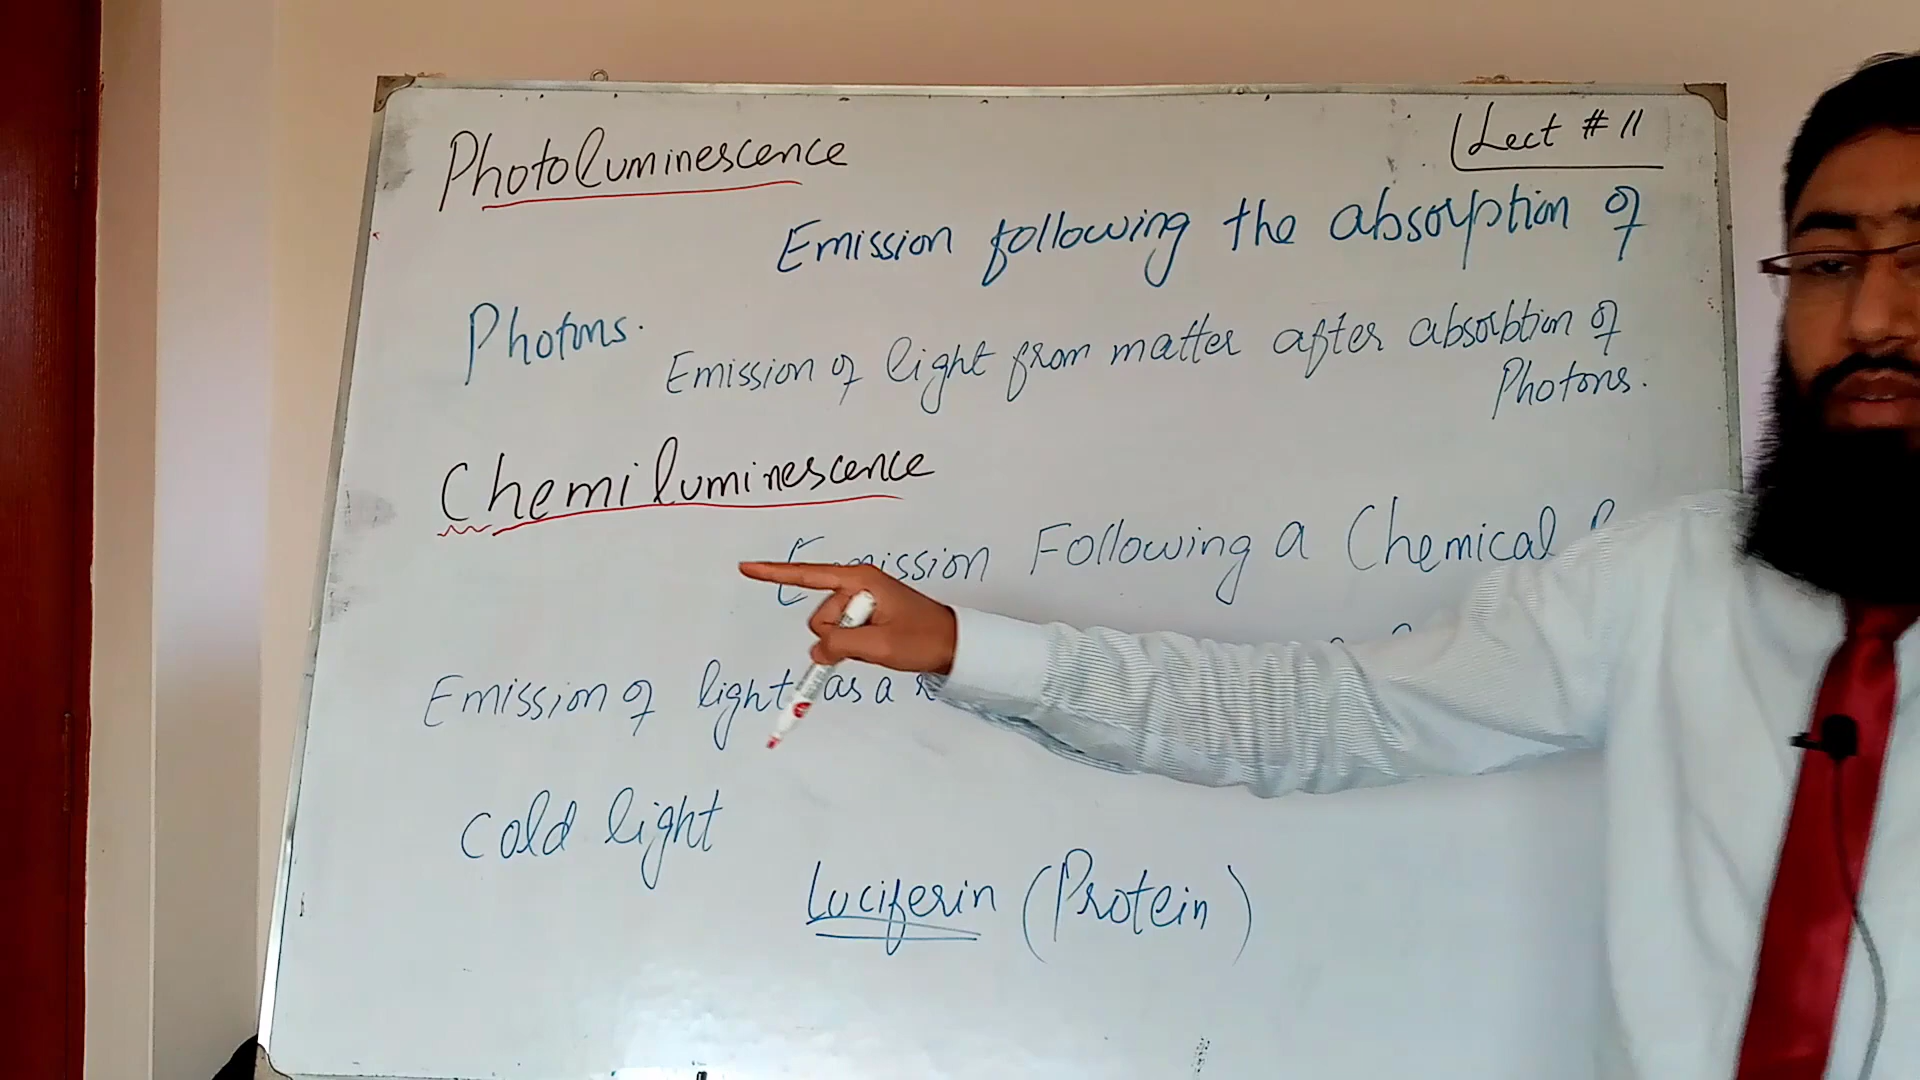 Photoluminescence
Lect # 11
Emission following the absorption of
Photons.
Emission of light from matter after absorbtion of
Photons.
Chemiluminescence
Emission Following a Chemical
Emission of light as a
Cold light
Luciferin (Protein)